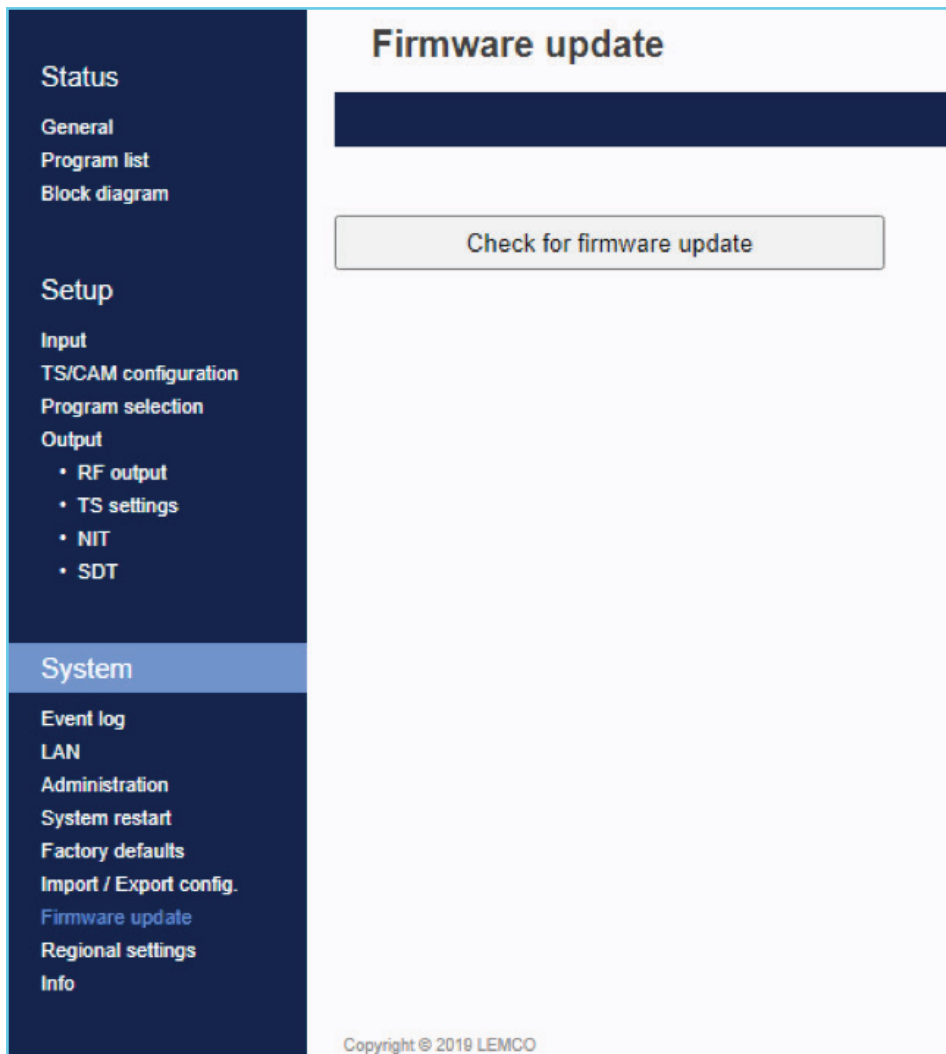 Status
General
Program list
Block diagram
Setup
Input
TS/CAM configuration
Program selection
Output
• RF output
• TS settings
• NIT
• SDT
System
Event log
LAN
Administration
System restart
Factory defaults
Import / Export config.
Firmware update
Regional settings
Info
Firmware update
Check for firmware update
Copyright © 2019 LEMCO